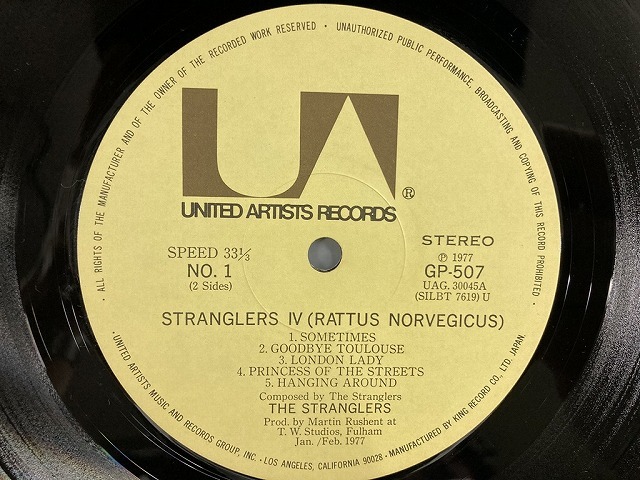 • ALL RIGHTS OF THE MANUFACTURER AND OF THE OWNER OF THE RECORDED WORK RESERVED • UNAUTHORIZED PUBLIC PERFORMANCE, BROADCASTING AND COPYING OF THIS RECORD PROHIBITED •
UA ®
UNITED ARTISTS RECORDS
SPEED 33⅓
NO. 1
(2 Sides)
STEREO
Ⓟ 1977
GP-507
UAG. 30045A
(SILBT 7619) U
STRANGLERS IV (RATTUS NORVEGICUS)
1. SOMETIMES
2. GOODBYE TOULOUSE
3. LONDON LADY
4. PRINCESS OF THE STREETS
5. HANGING AROUND
Composed by The Stranglers
THE STRANGLERS
Prod. by Martin Rushent at
T. W. Studios, Fulham
Jan. /Feb. 1977
• UNITED ARTISTS MUSIC AND RECORDS GROUP, INC. • LOS ANGELES, CALIFORNIA 90028 • MANUFACTURED BY KING RECORD CO., LTD. JAPAN.